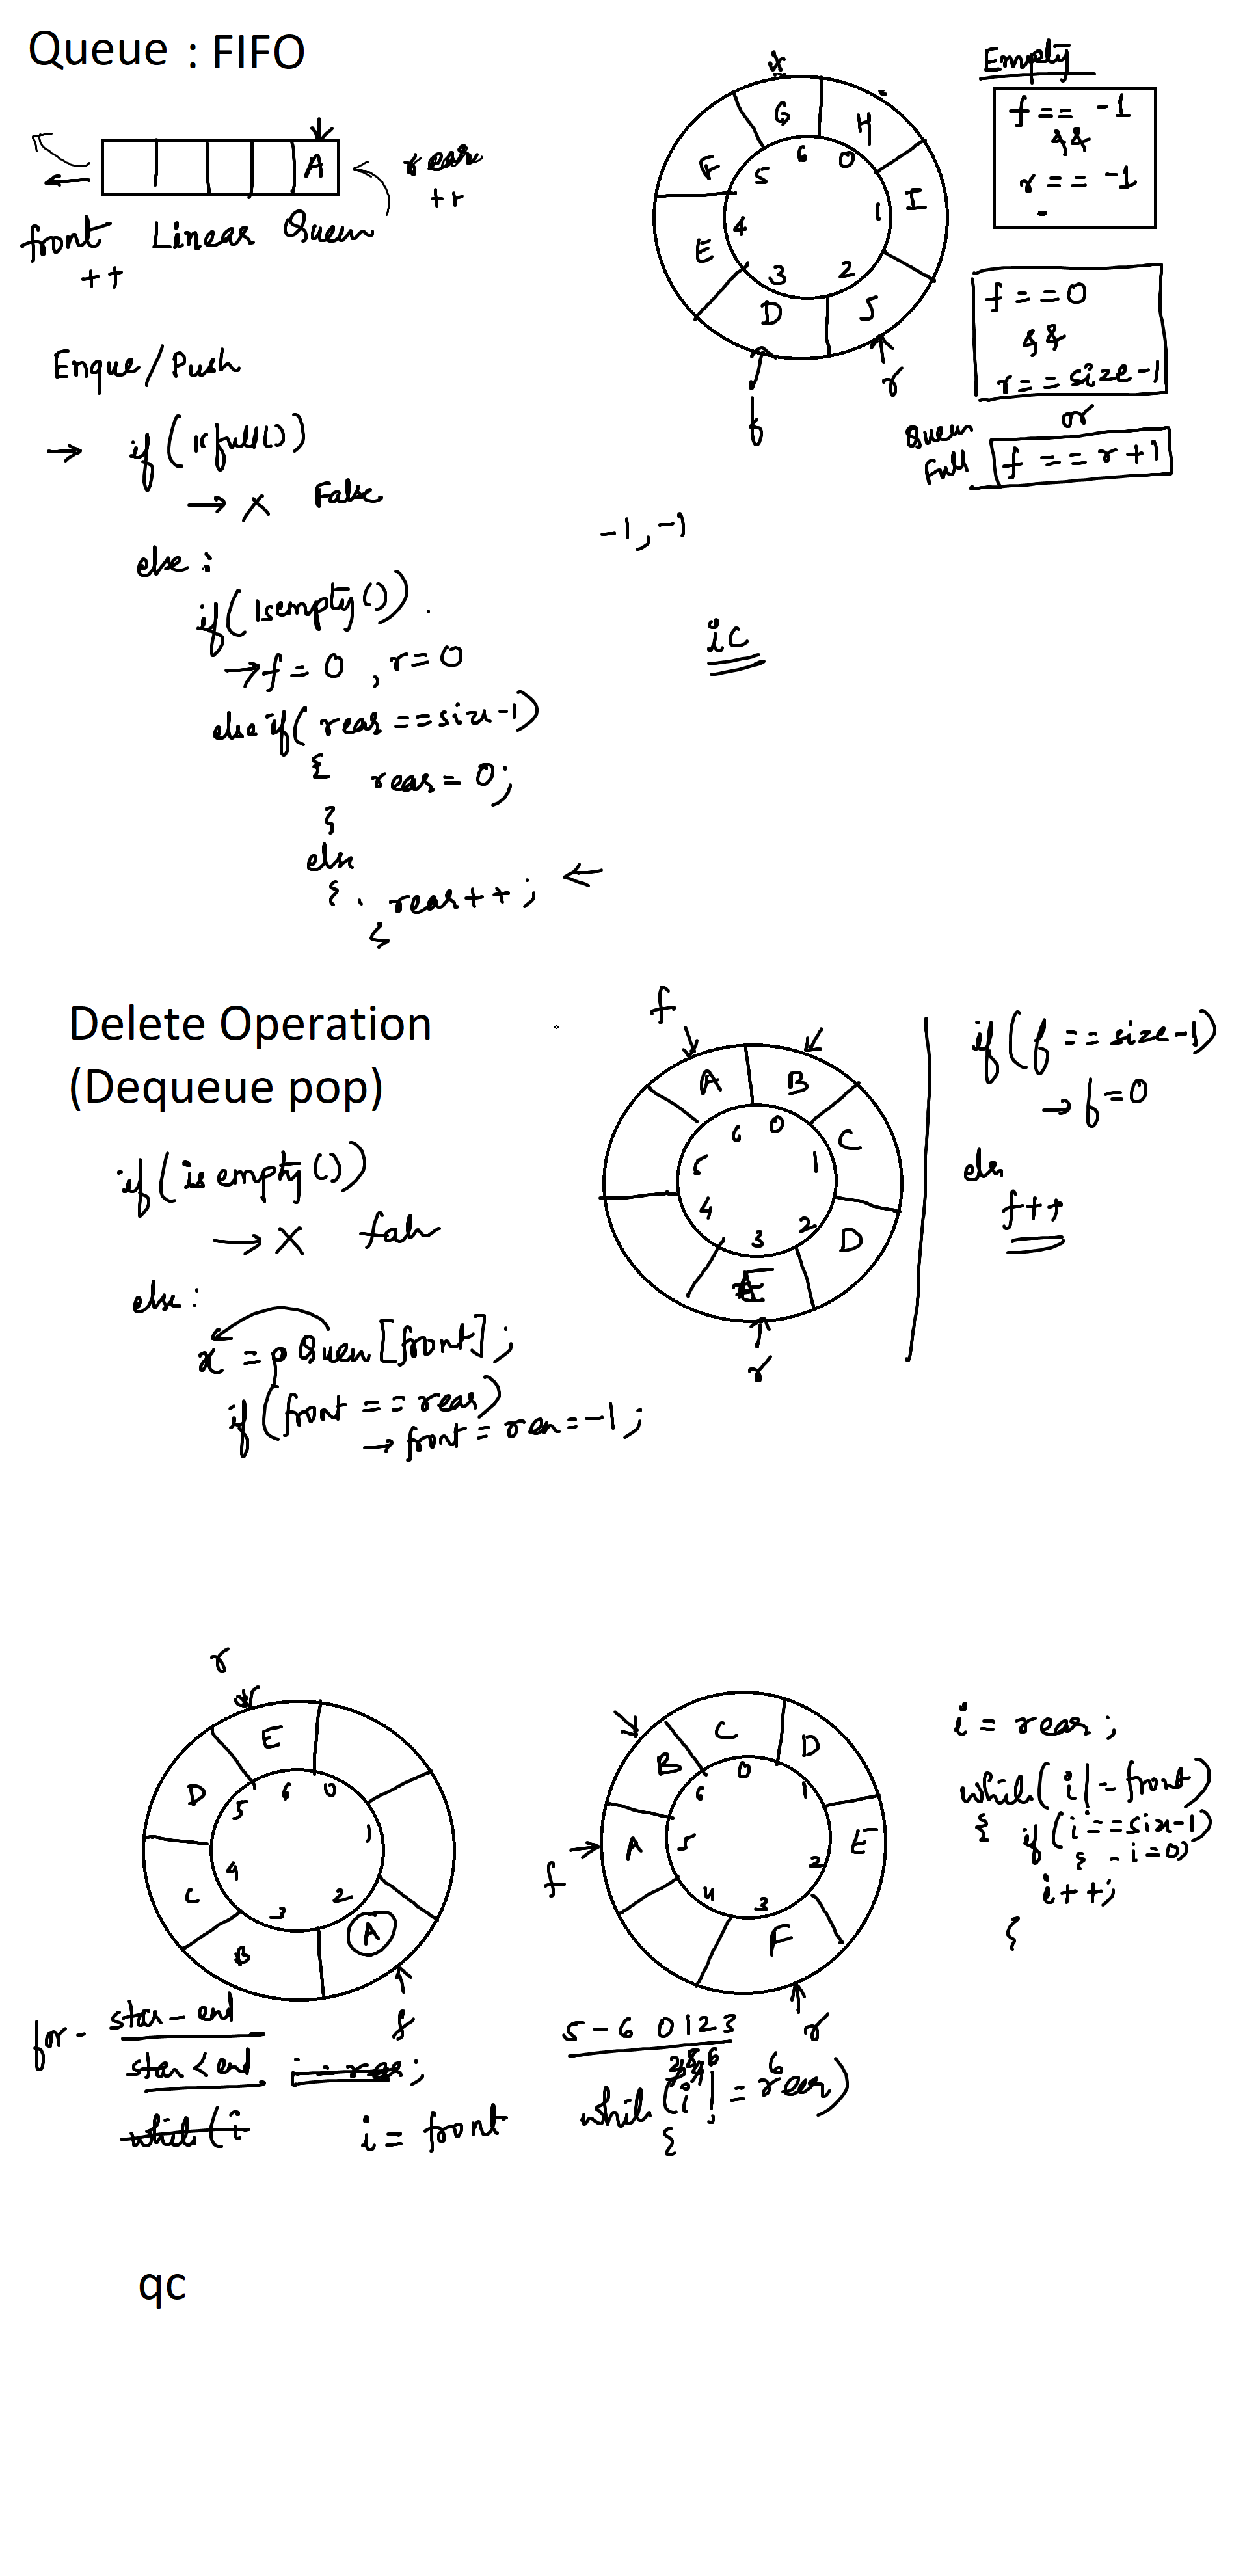 Queue : FIFO
A
rear
++
front Linear Queue
++
G H I J D E F
6 0 1 2 3 4 5
f
r
Empty
f == -1
&&
r == -1
f == 0
&&
r == size-1
or
Queue Full
f == r+1
Enque/Push
→ if (isfull())
→ X False
else :
-1, -1
if (Isempty())
→ f = 0 , r = 0
ic
else if ( rear == size-1)
{ rear = 0;
}
else
{ rear++ ; ←
}
Delete Operation
(Dequeue pop)
if (is empty ())
→ X false
else :
x = Queue [front] ;
if (front == rear)
→ front = rear = -1 ;
f
A B C D E
6 0 1 2 3 4 5
r
if (f == size-1)
→ f = 0
else
f++
r
E D C B A
6 0 1 2 3 4 5
f
C D E F A B
0 1 2 3 4 5 6
f
r
i = rear ;
while( i != front)
{ if (i == size-1)
{ i = 0)
i++;
}
for - star - end
star < end
i = rear;
while (i
i = front
5 - 6 0 1 2 3
6
while (i != rear)
{
qc